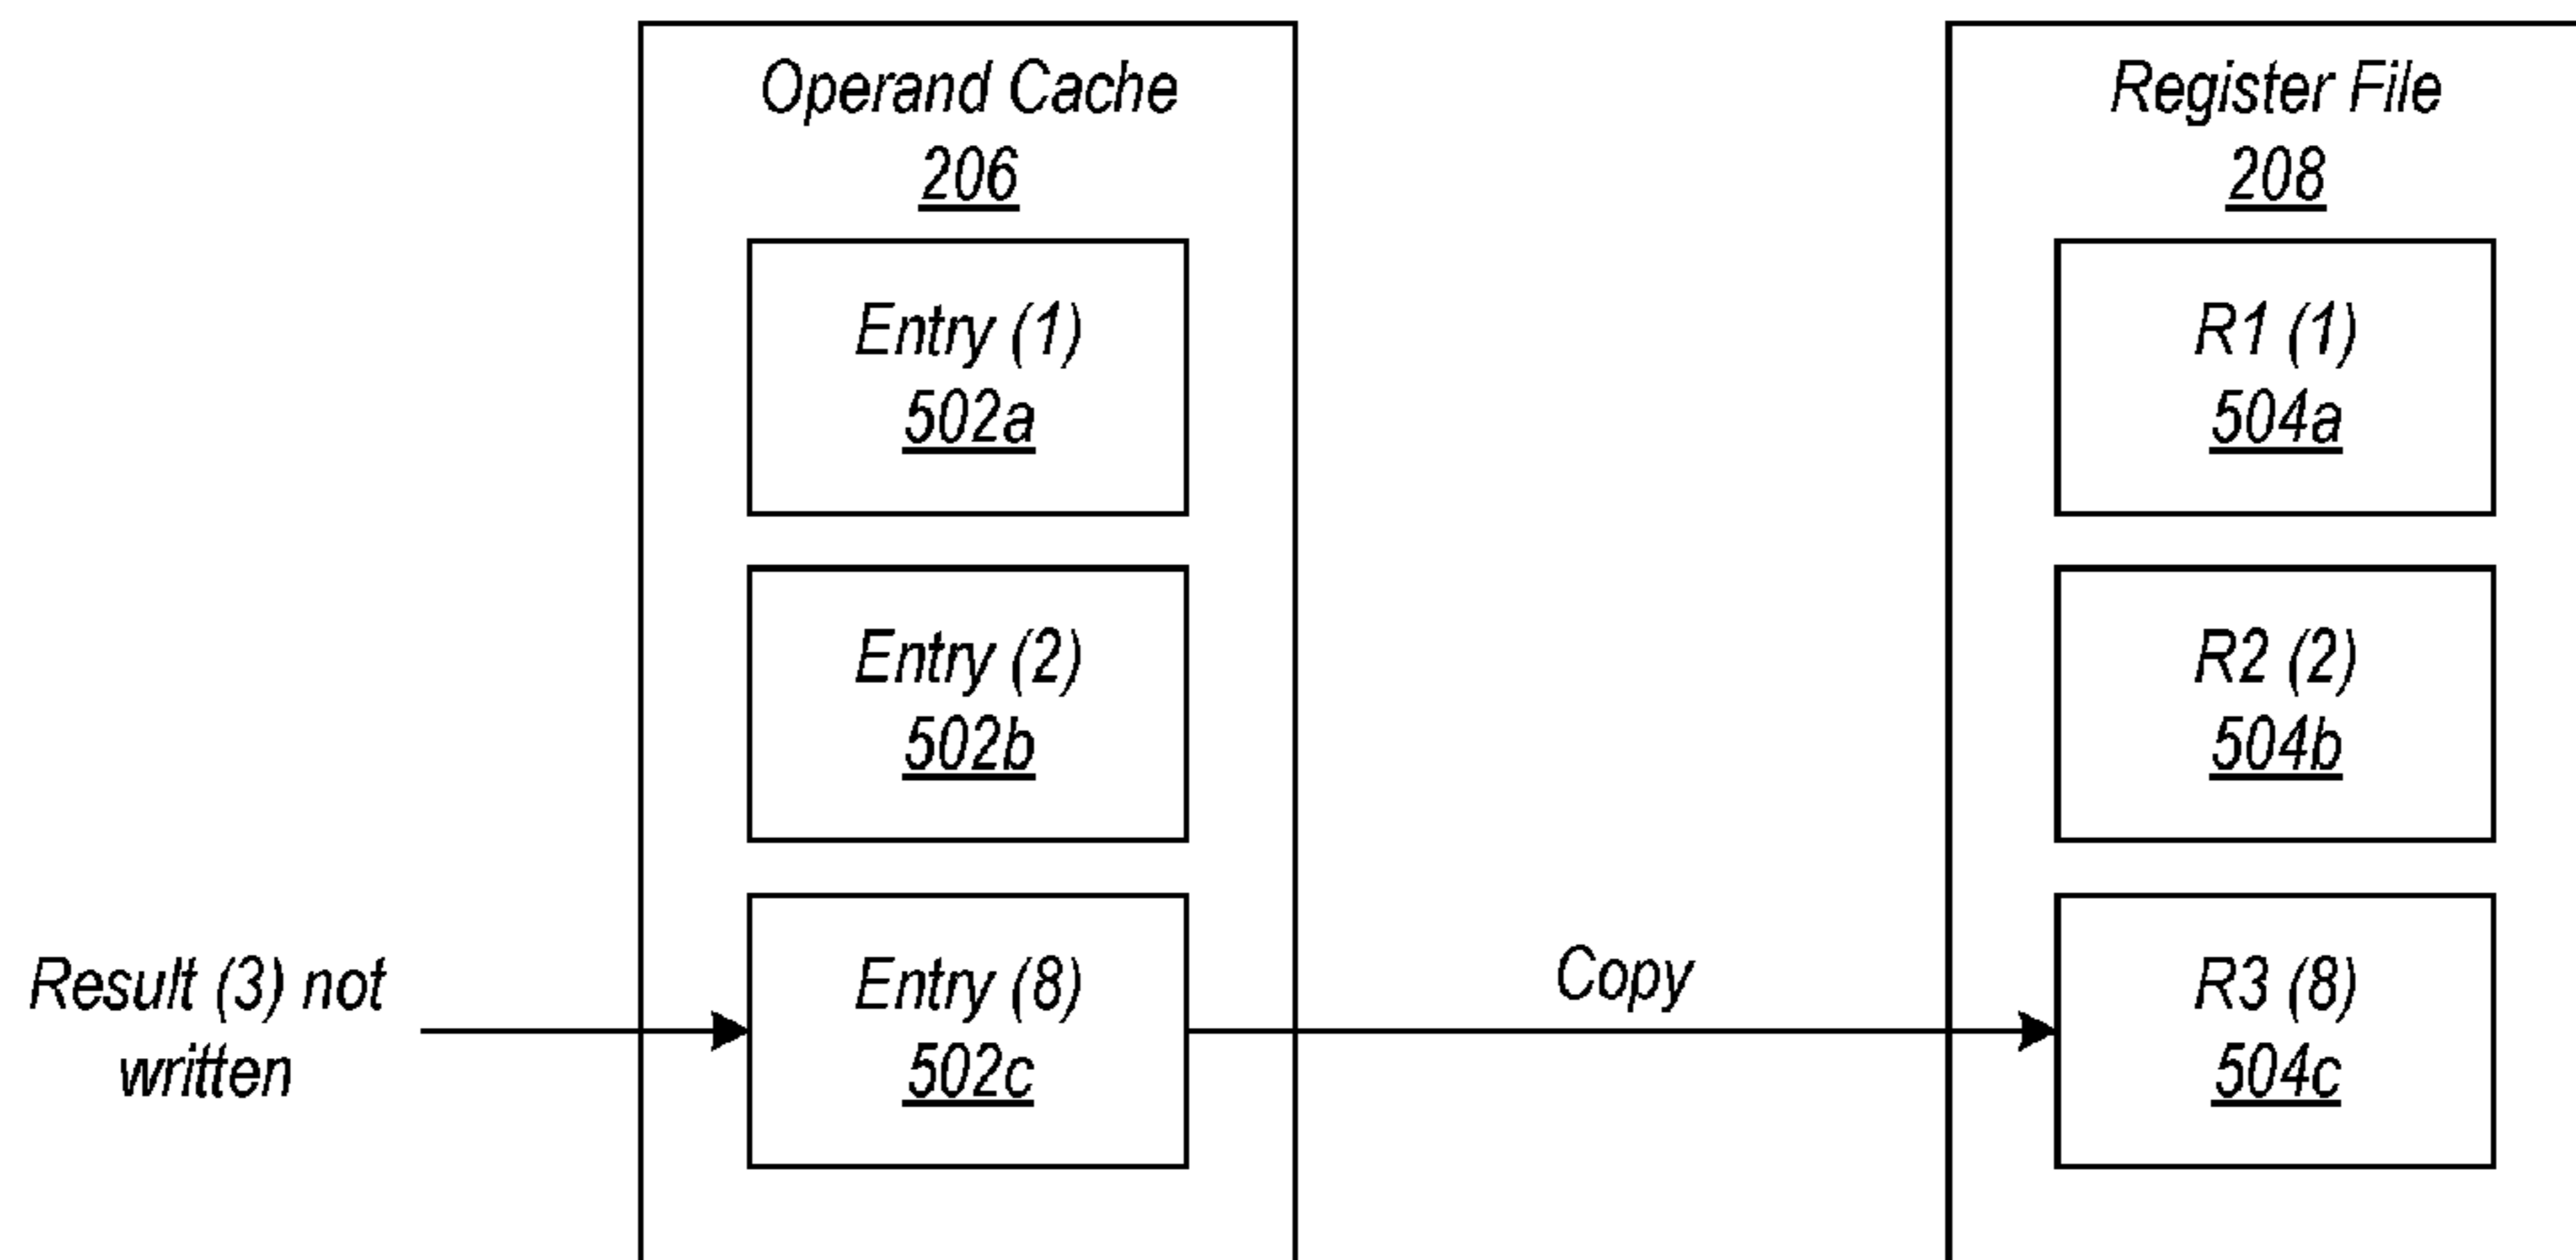 Operand Cache
206
Entry (1)
502a
Entry (2)
502b
Entry (8)
502c
Result (3) not
written
Copy
Register File
208
R1 (1)
504a
R2 (2)
504b
R3 (8)
504c